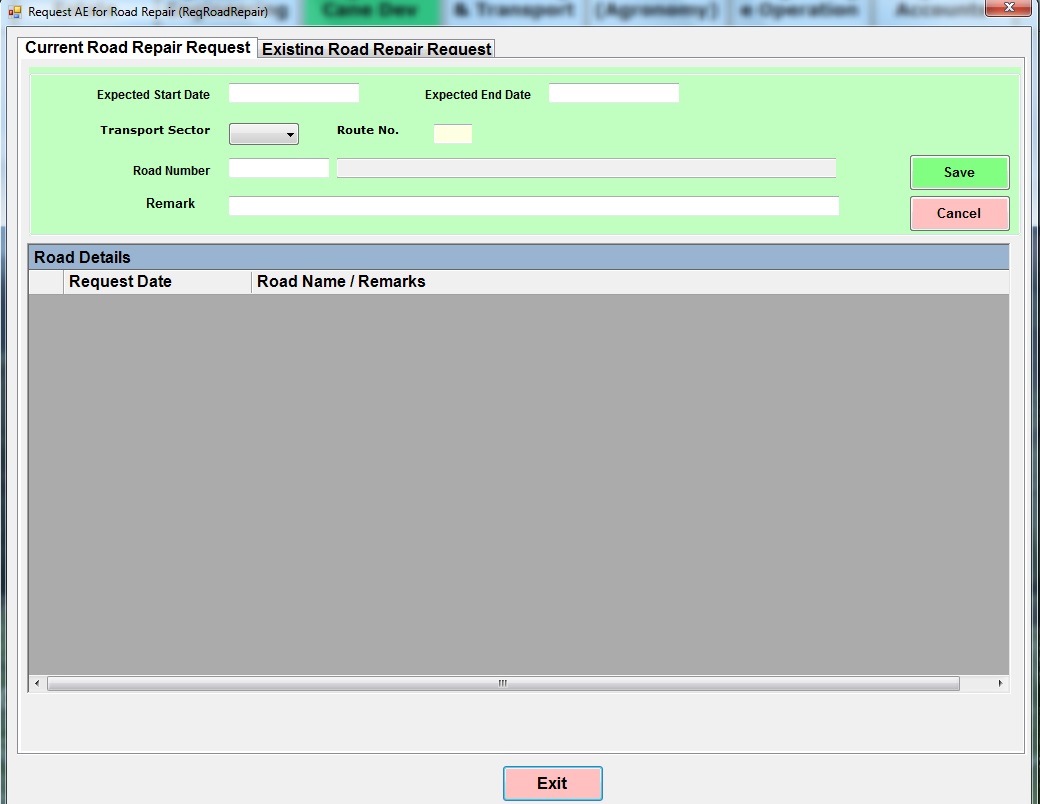 Request AE for Road Repair (ReqRoadRepair)
Cane Dev & Transport (Agronomy) e Operation Account
Current Road Repair Request Existing Road Repair Request
Expected Start Date Expected End Date
Transport Sector Route No.
Road Number
Save
Remark
Cancel
Road Details
Request Date Road Name / Remarks
Exit